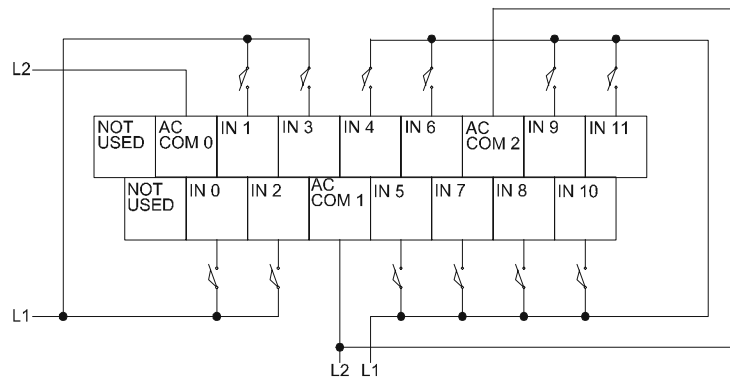 L2
NOT
USED
AC
COM 0
IN 1
IN 3
IN 4
IN 6
AC
COM 2
IN 9
IN 11
NOT
USED
IN 0
IN 2
AC
COM 1
IN 5
IN 7
IN 8
IN 10
L1
L2 L1